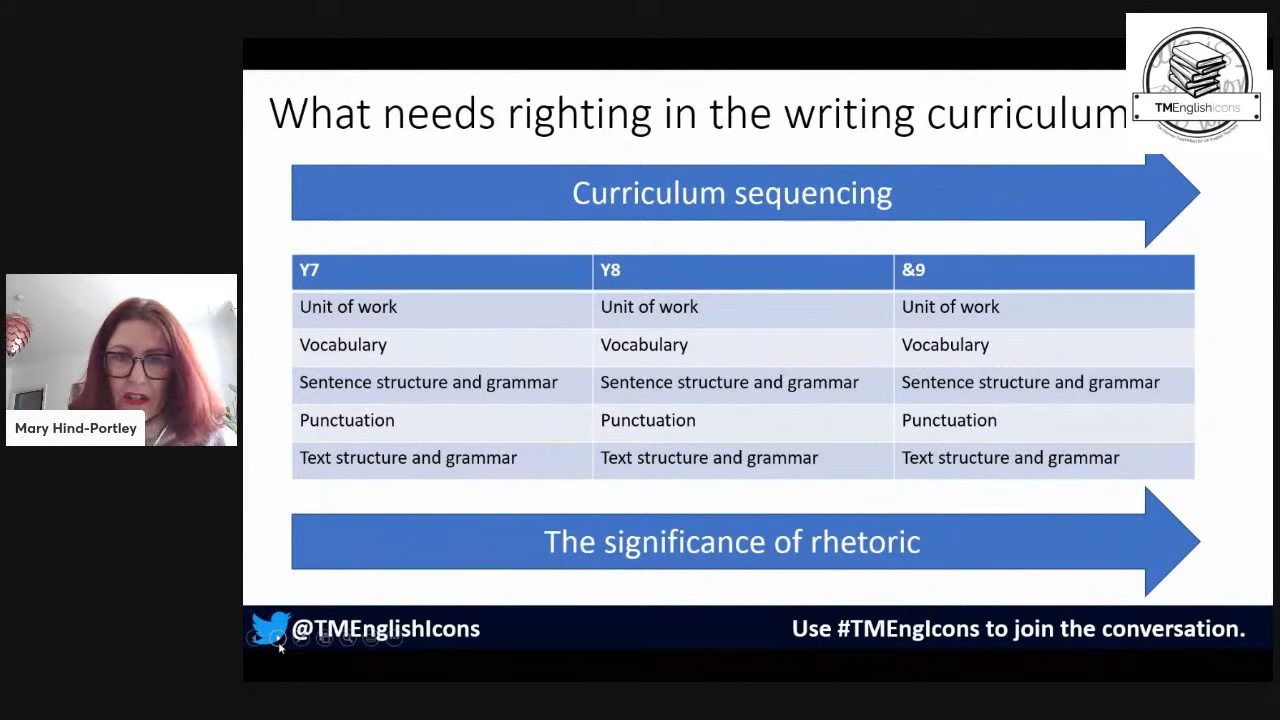 What needs righting in the writing curriculum
TMEnglishIcons
Curriculum sequencing
Y7 Y8 &9
Unit of work Unit of work Unit of work
Vocabulary Vocabulary Vocabulary
Sentence structure and grammar Sentence structure and grammar Sentence structure and grammar
Punctuation Punctuation Punctuation
Text structure and grammar Text structure and grammar Text structure and grammar
Mary Hind-Portley
The significance of rhetoric
@TMEnglishIcons Use #TMEngIcons to join the conversation.